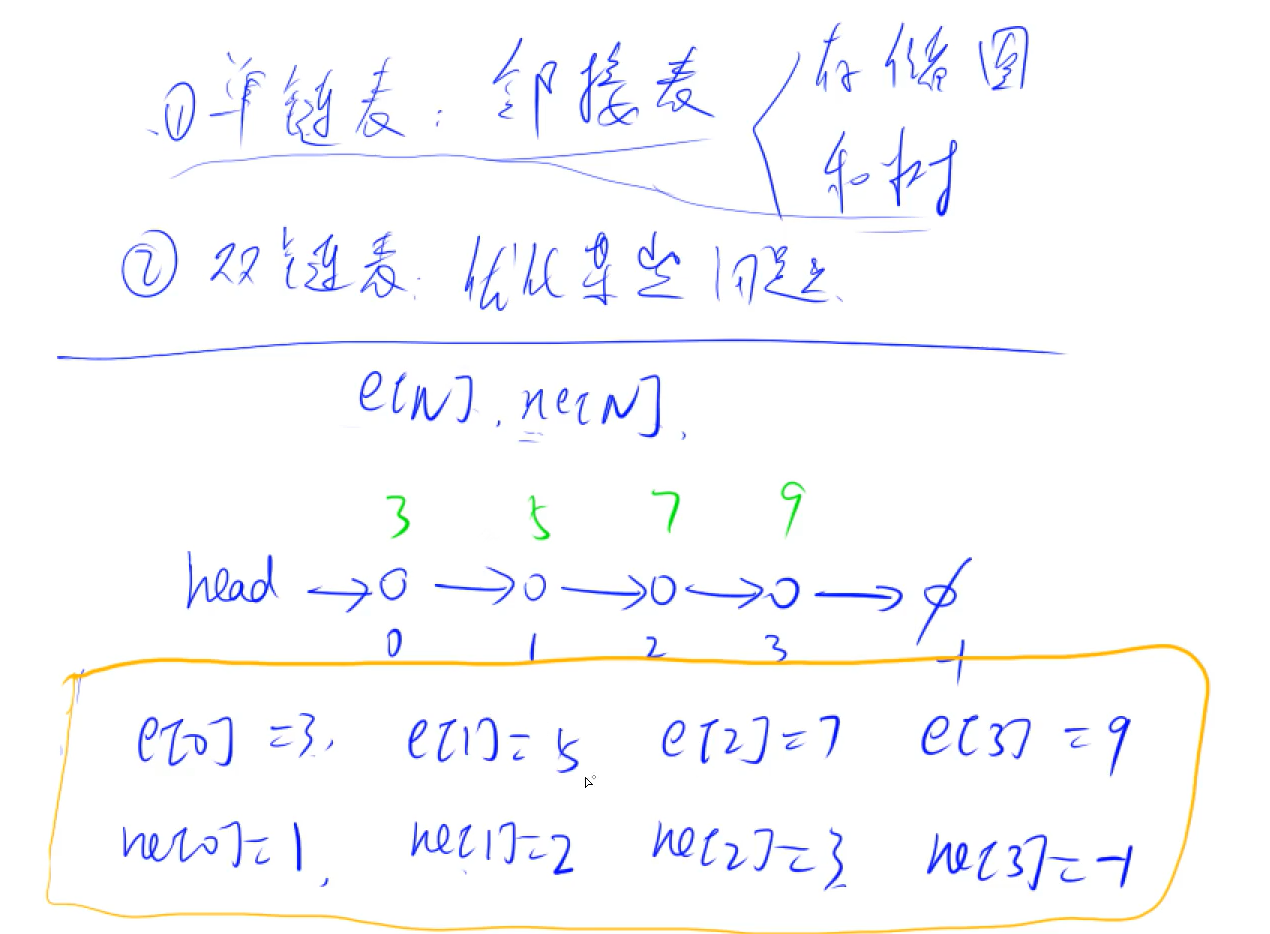 ①单链表：邻接表 存储图
和树
②双链表：优化某些问题
e[N], ne[N],
3 5 7 9
head → 0 → 0 → 0 → 0 → ∅
0 1 2 3 -1
e[0]=3, e[1]=5 e[2]=7 e[3]=9
ne[0]=1, ne[1]=2 ne[2]=3 ne[3]=-1